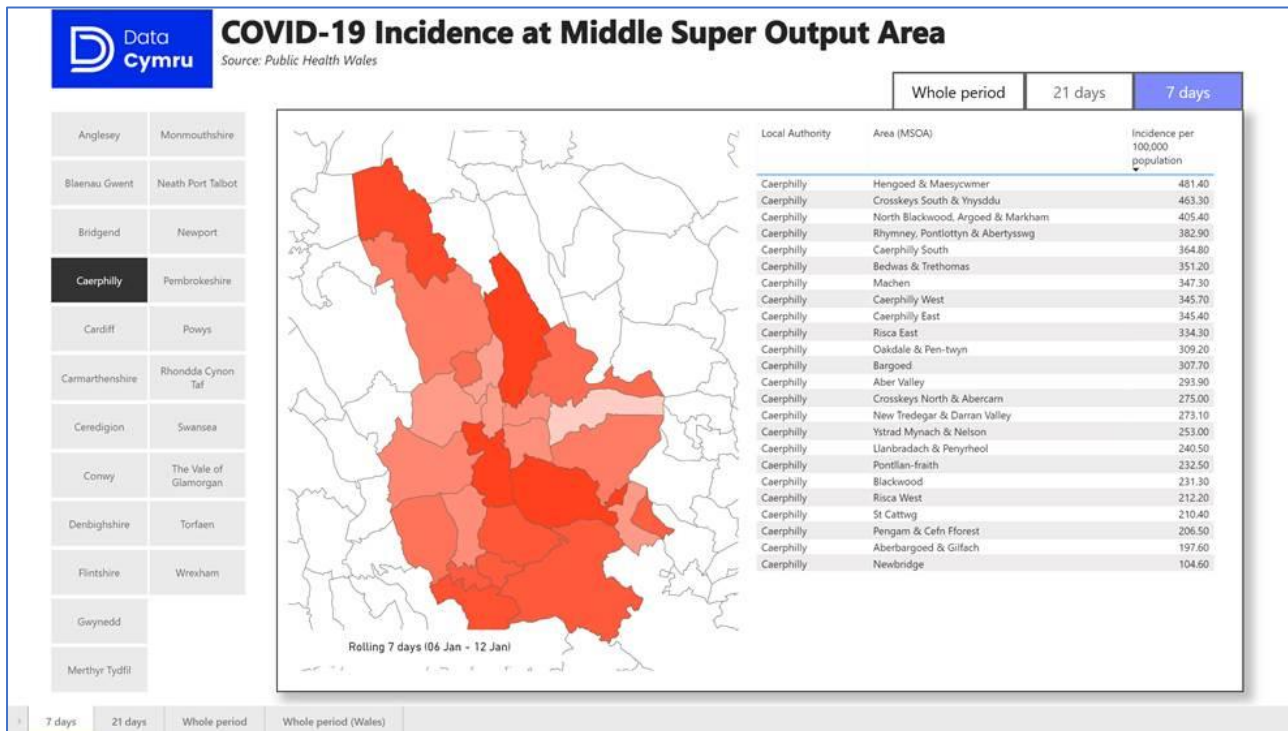 Data
Cymru
COVID-19 Incidence at Middle Super Output Area
Source: Public Health Wales
Whole period 21 days 7 days
Anglesey Monmouthshire
Blaenau Gwent Neath Port Talbot
Bridgend Newport
Caerphilly Pembrokeshire
Cardiff Powys
Carmarthenshire Rhondda Cynon
Taf
Ceredigion Swansea
Conwy The Vale of
Glamorgan
Denbighshire Torfaen
Flintshire Wrexham
Gwynedd
Merthyr Tydfil
Rolling 7 days (06 Jan - 12 Jan)
Local Authority Area (MSOA) Incidence per
100,000
population
Caerphilly Hengoed & Maesycwmer 481.40
Caerphilly Crosskeys South & Ynysddu 463.30
Caerphilly North Blackwood, Argoed & Markham 405.40
Caerphilly Rhymney, Pontlottyn & Abertysswg 382.90
Caerphilly Caerphilly South 364.80
Caerphilly Bedwas & Trethomas 351.20
Caerphilly Machen 347.30
Caerphilly Caerphilly West 345.70
Caerphilly Caerphilly East 345.40
Caerphilly Risca East 334.30
Caerphilly Oakdale & Pen-twyn 309.20
Caerphilly Bargoed 307.70
Caerphilly Aber Valley 293.90
Caerphilly Crosskeys North & Abercarn 275.00
Caerphilly New Tredegar & Darran Valley 273.10
Caerphilly Ystrad Mynach & Nelson 253.00
Caerphilly Llanbradach & Penyrheol 240.50
Caerphilly Pontllan-fraith 232.50
Caerphilly Blackwood 231.30
Caerphilly Risca West 212.20
Caerphilly St Cattwg 210.40
Caerphilly Pengam & Cefn Fforest 206.50
Caerphilly Aberbargoed & Gilfach 197.60
Caerphilly Newbridge 104.60
7 days 21 days Whole period Whole period (Wales)